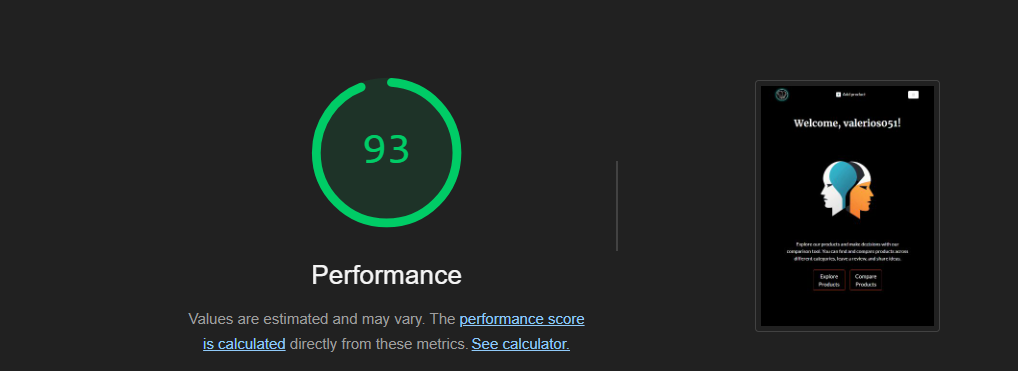 93
Performance
Values are estimated and may vary. The performance score
is calculated directly from these metrics. See calculator.
Add product
Welcome, valerios051!
Explore our products and make decisions with our
comparison tool. You can find and compare products across
different categories, leave a review, and share ideas.
Explore
Products
Compare
Products